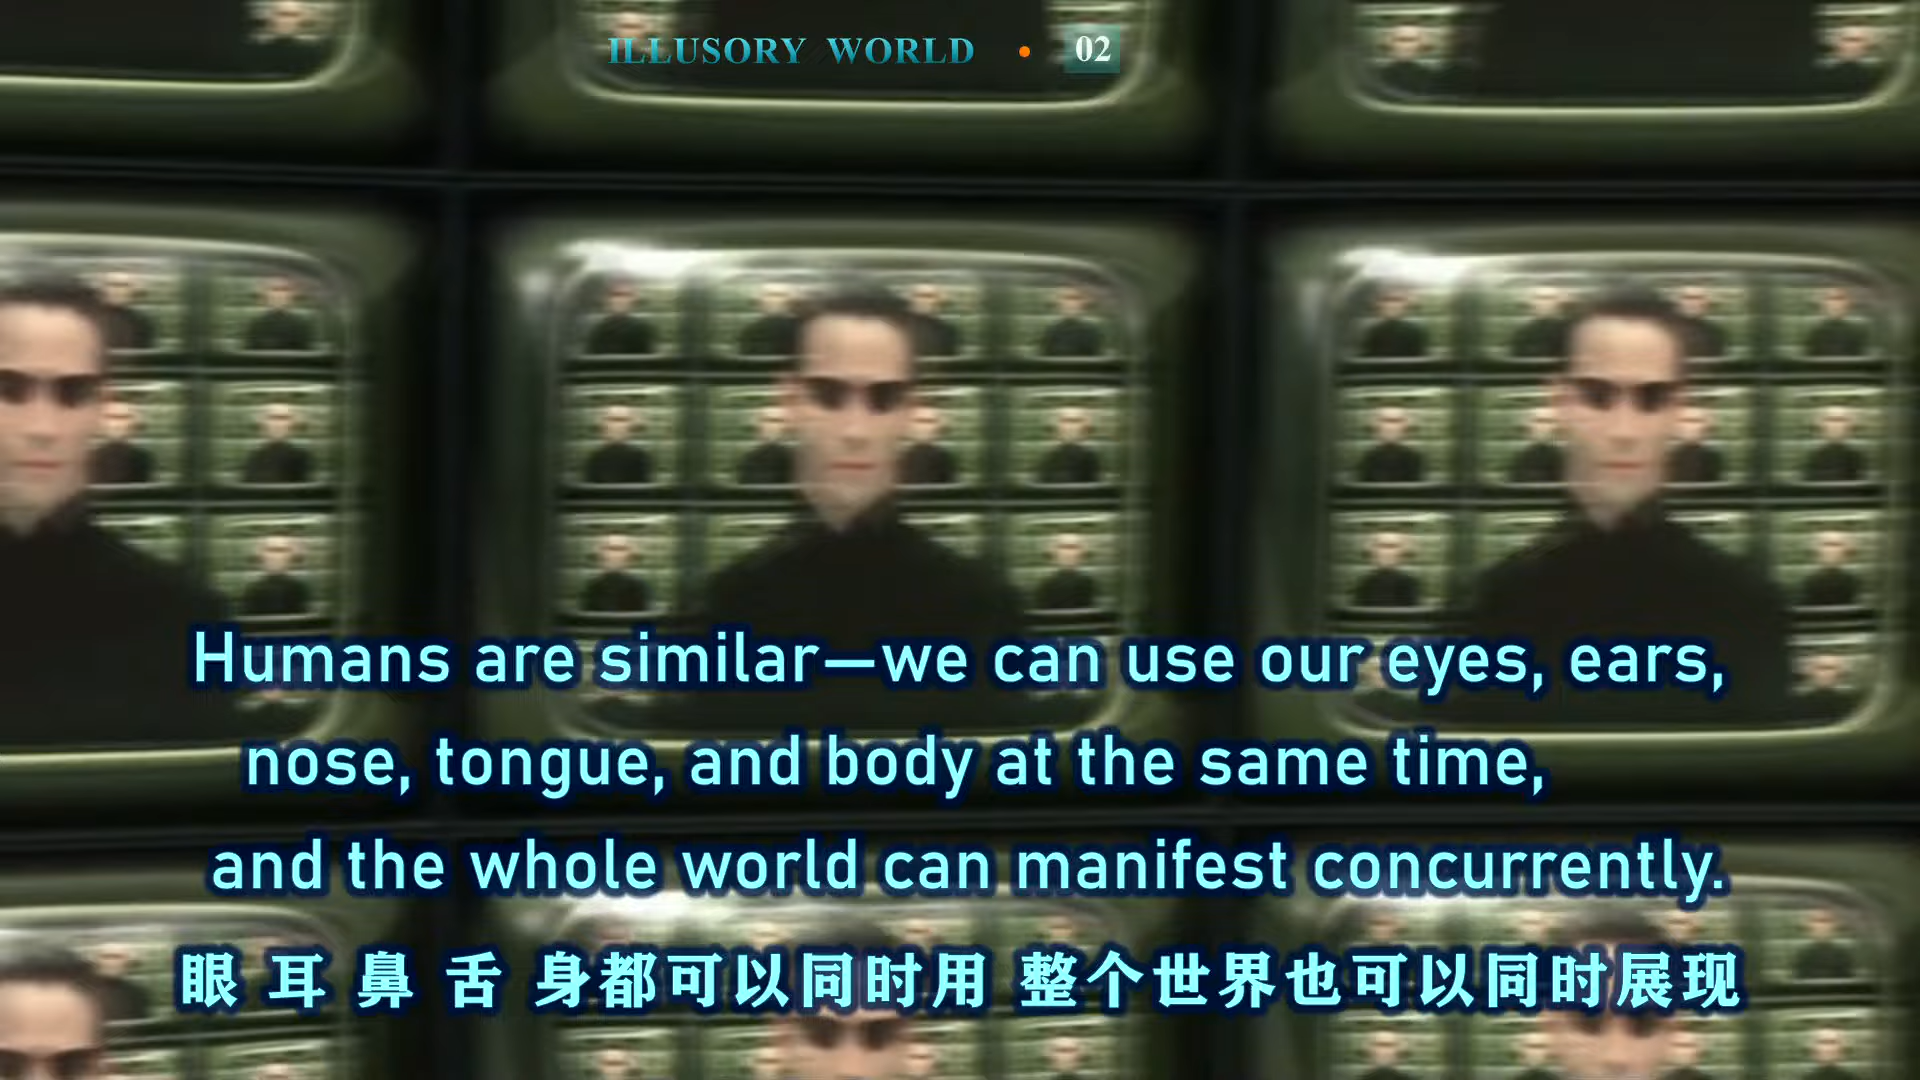 ILLUSORY WORLD • 02
Humans are similar—we can use our eyes, ears,
nose, tongue, and body at the same time,
and the whole world can manifest concurrently.
眼 耳 鼻 舌 身都可以同时用 整个世界也可以同时展现